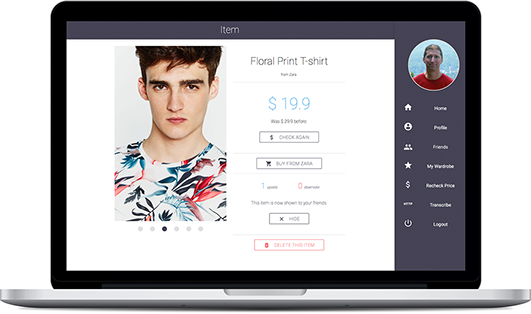 Item
Floral Print T-shirt
from Zara
$ 19.9
Was $ 29.9 before
$ CHECK AGAIN
BUY FROM ZARA
1 upvote 0 downvote
This item is now shown to your friends.
HIDE
DELETE THIS ITEM
Home
Profile
Friends
My Wardrobe
$ Recheck Price
HTTP Transcribe
Logout